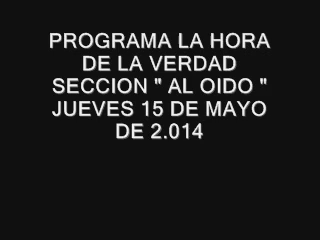 PROGRAMA LA HORA
DE LA VERDAD
SECCION " AL OIDO "
JUEVES 15 DE MAYO
DE 2.014